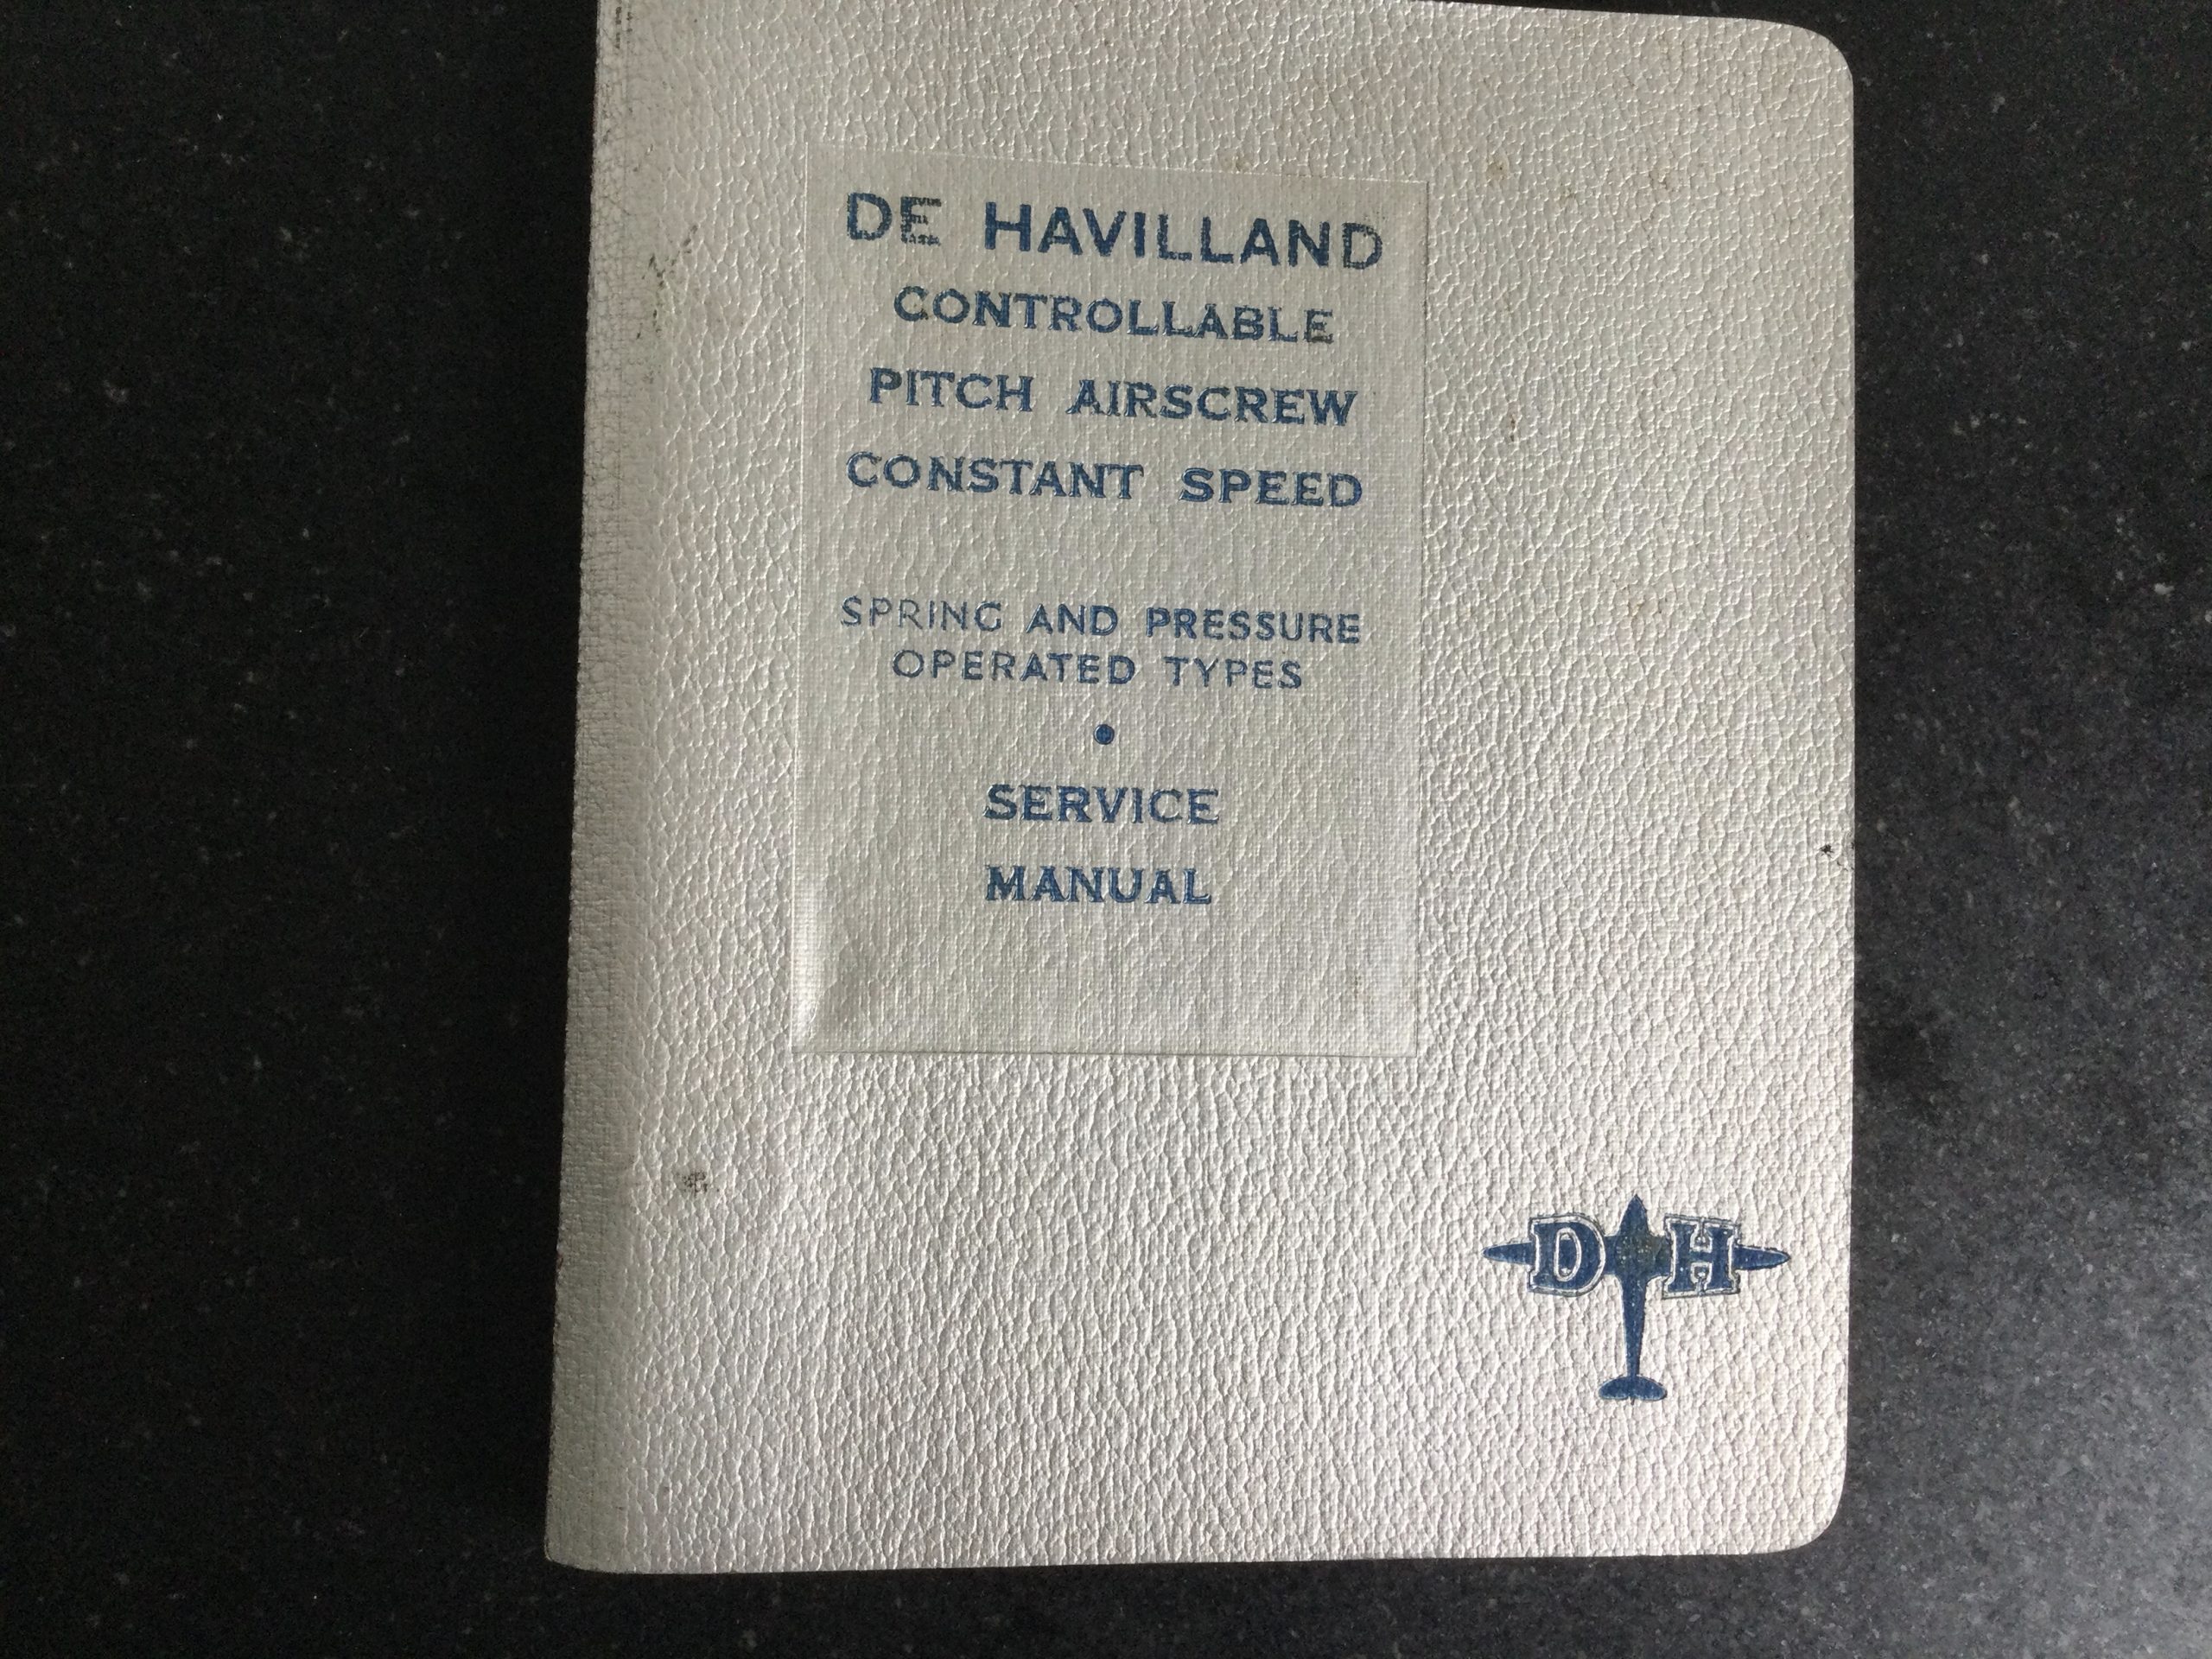 DE HAVILLAND
CONTROLLABLE
PITCH AIRSCREW
CONSTANT SPEED
SPRING AND PRESSURE
OPERATED TYPES
•
SERVICE
MANUAL
D H